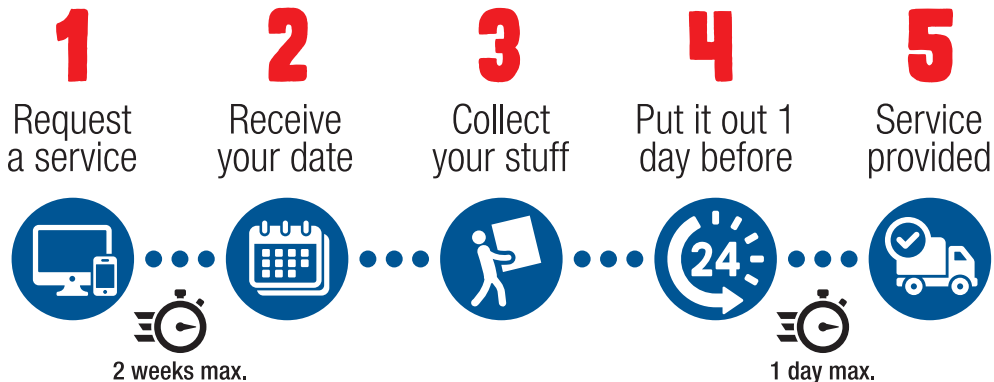 1
Request
a service
2
Receive
your date
3
Collect
your stuff
4
Put it out 1
day before
5
Service
provided
24
2 weeks max.
1 day max.